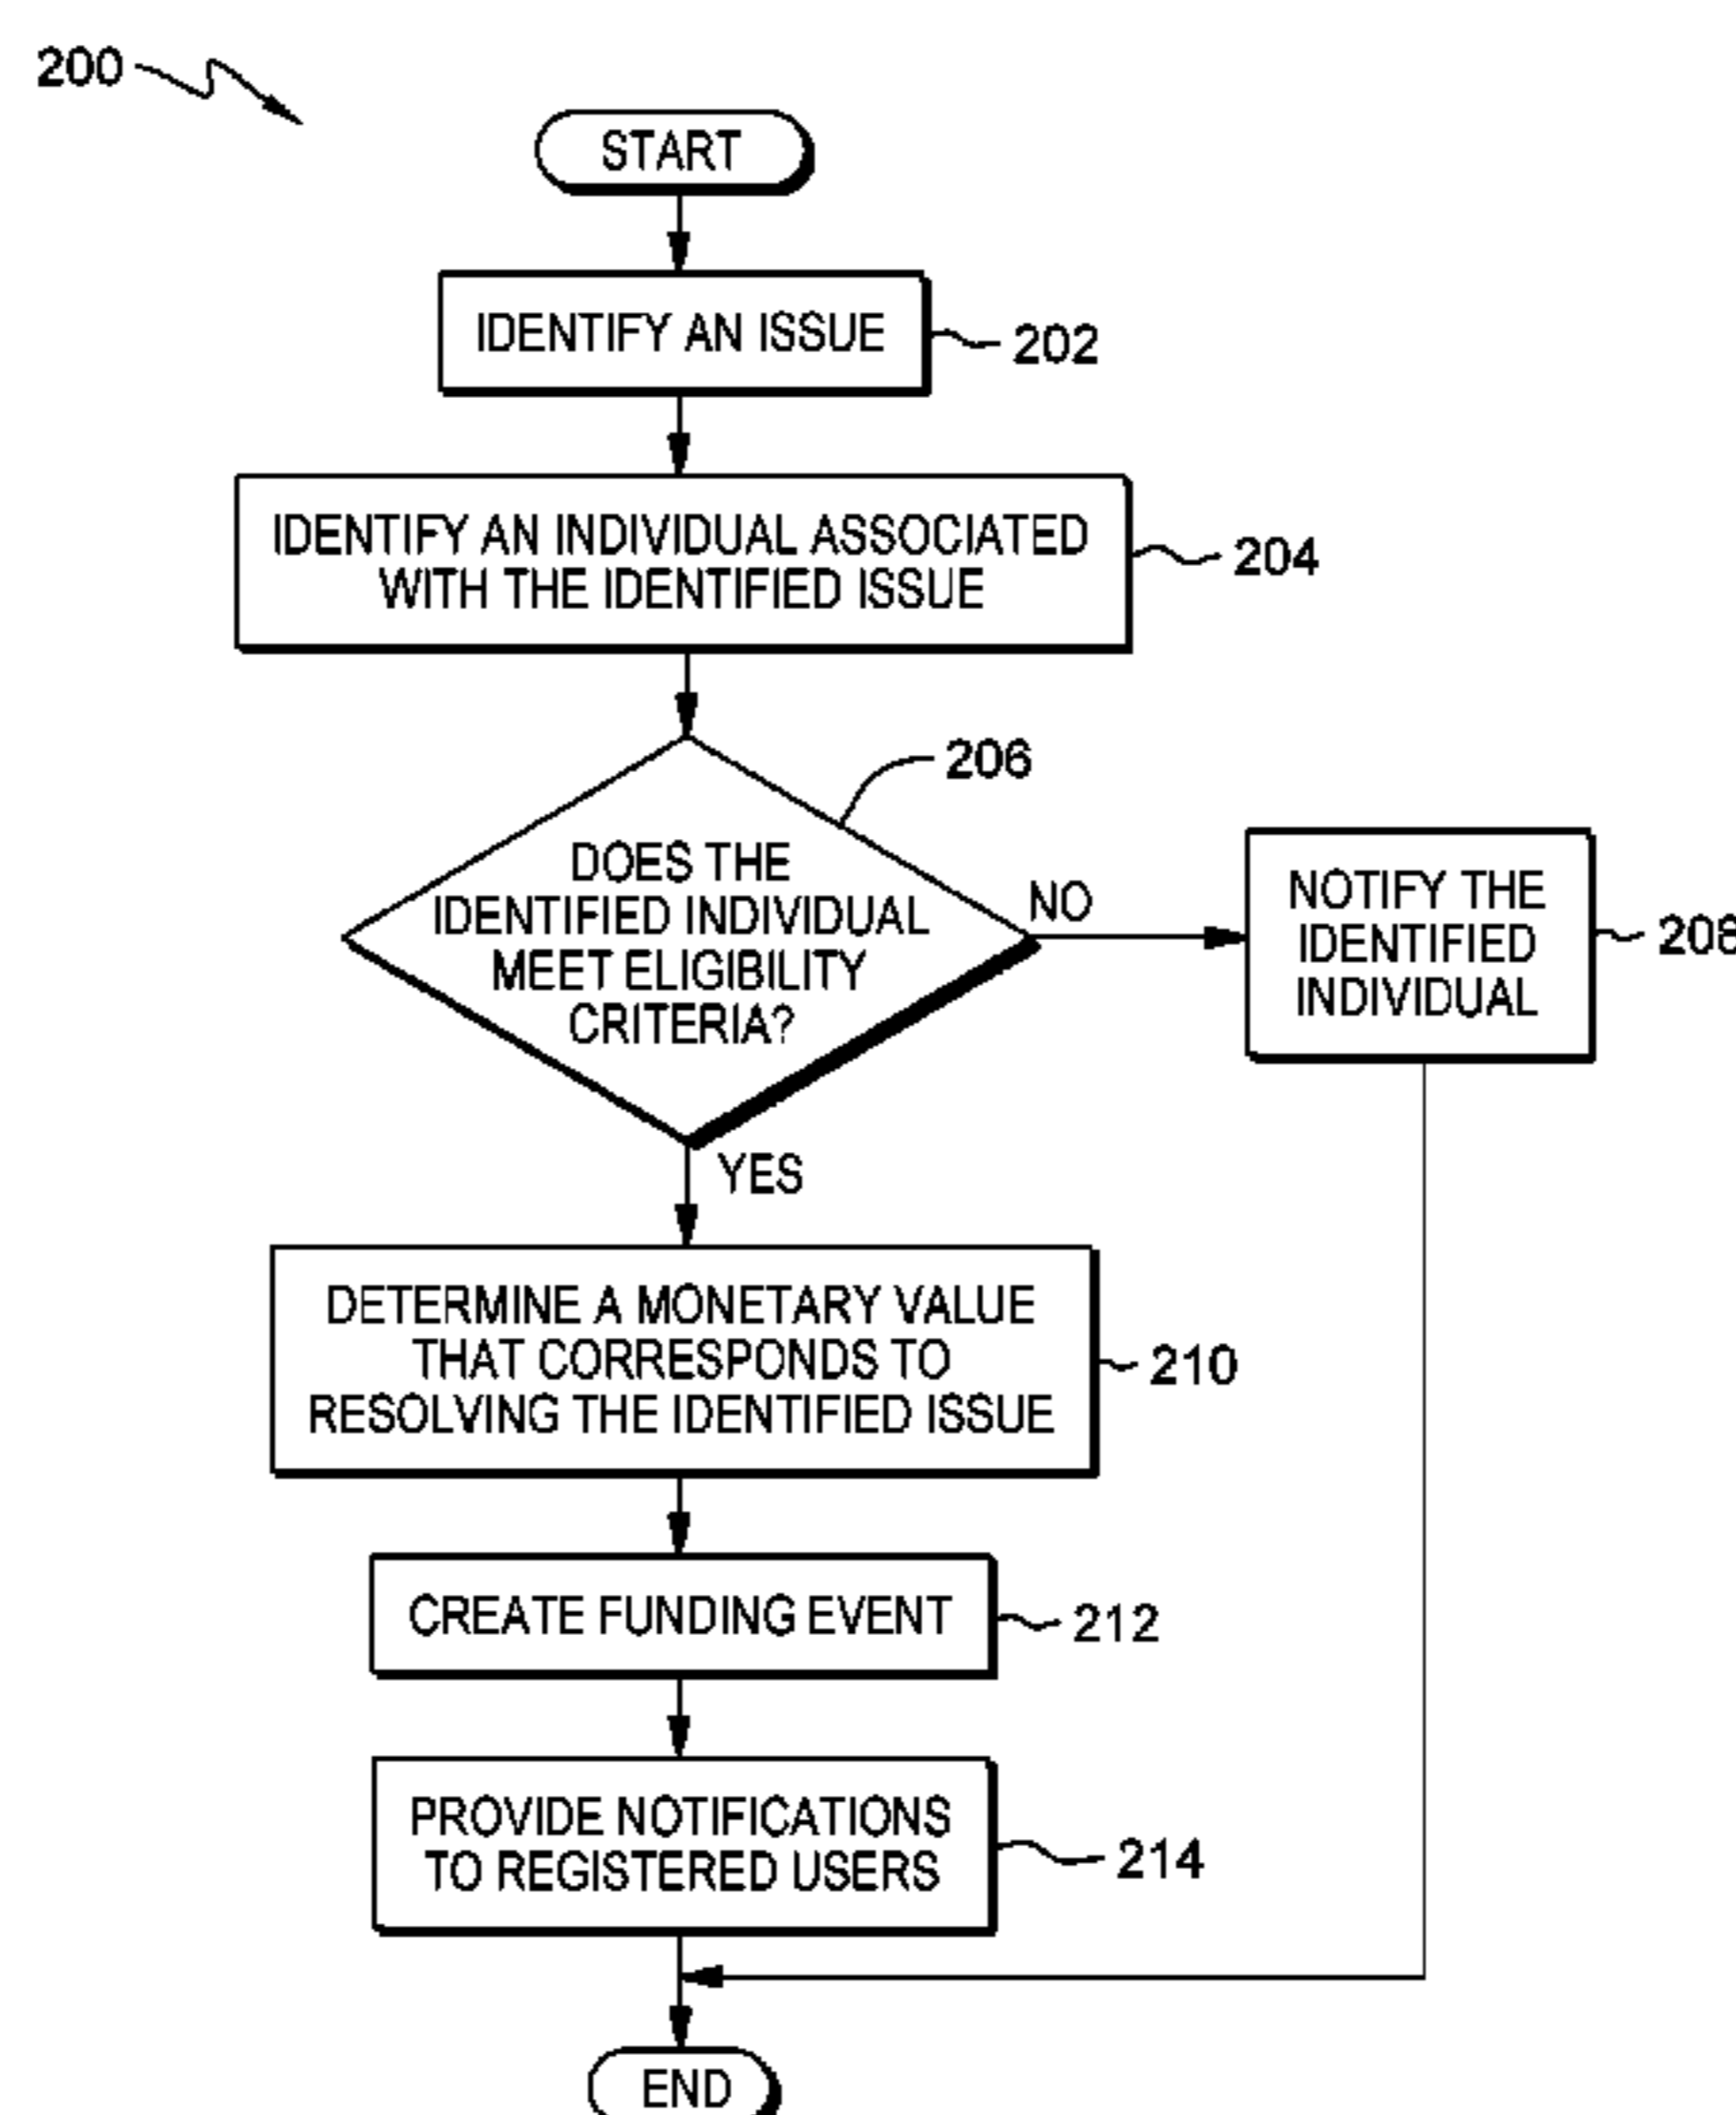 200
START
IDENTIFY AN ISSUE
202
IDENTIFY AN INDIVIDUAL ASSOCIATED
WITH THE IDENTIFIED ISSUE
204
206
DOES THE
IDENTIFIED INDIVIDUAL
MEET ELIGIBILITY
CRITERIA?
NO
NOTIFY THE
IDENTIFIED
INDIVIDUAL
208
YES
DETERMINE A MONETARY VALUE
THAT CORRESPONDS TO
RESOLVING THE IDENTIFIED ISSUE
210
CREATE FUNDING EVENT
212
PROVIDE NOTIFICATIONS
TO REGISTERED USERS
214
END